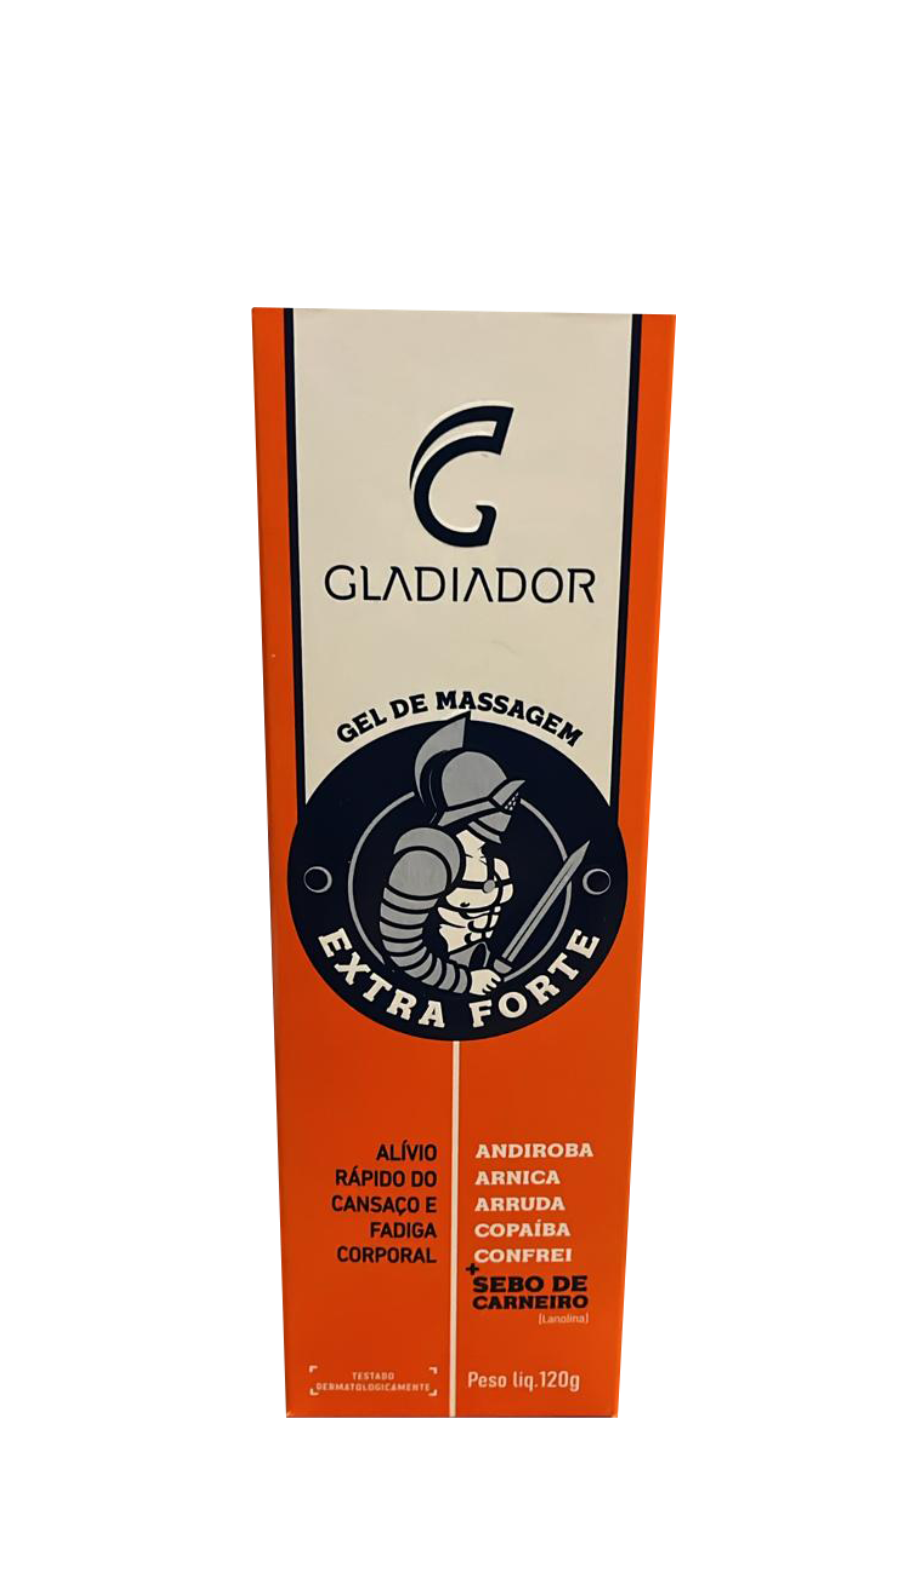 GLADIADOR
GEL DE MASSAGEM
EXTRA FORTE
ALÍVIO
RÁPIDO DO
CANSAÇO E
FADIGA
CORPORAL
ANDIROBA
ARNICA
ARRUDA
COPAÍBA
CONFREI
+
SEBO DE
CARNEIRO
[Lanolina]
TESTADO
DERMATOLOGICAMENTE
Peso líq.120g